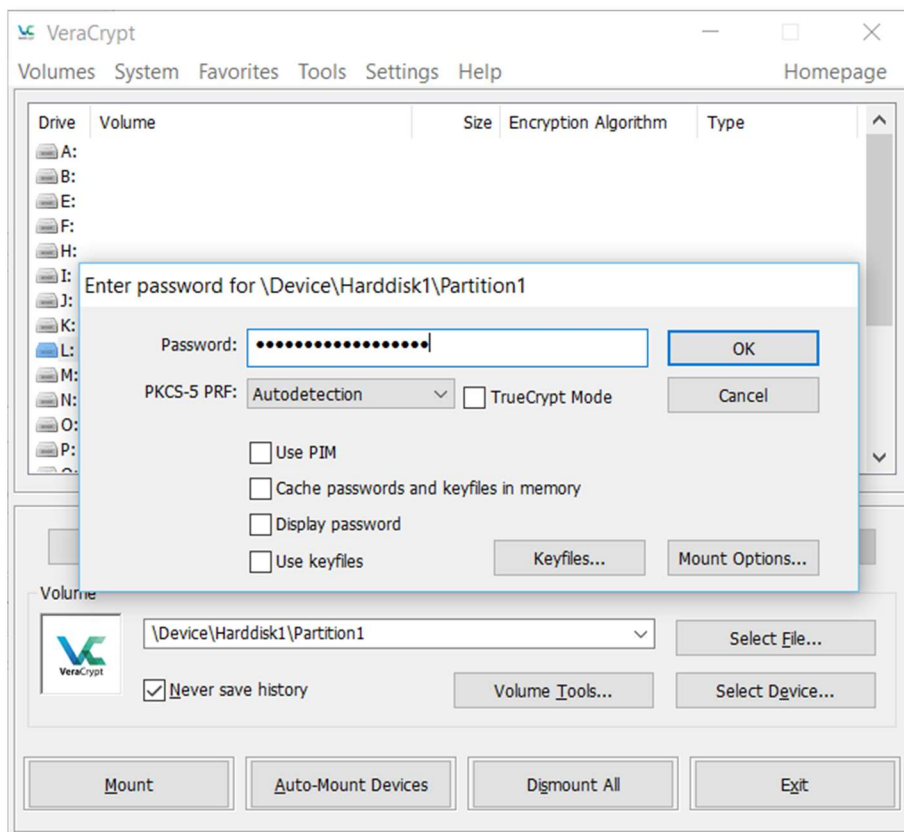 VeraCrypt
Volumes System Favorites Tools Settings Help Homepage
Drive Volume Size Encryption Algorithm Type
A:
B:
E:
F:
H:
I:
J:
K:
L:
M:
N:
O:
P:
Enter password for \Device\Harddisk1\Partition1
Password: ●●●●●●●●●●●●●●●●●● OK
PKCS-5 PRF: Autodetection TrueCrypt Mode Cancel
Use PIM
Cache passwords and keyfiles in memory
Display password
Use keyfiles Keyfiles... Mount Options...
Volume
\Device\Harddisk1\Partition1 Select File...
VeraCrypt
Never save history Volume Tools... Select Device...
Mount Auto-Mount Devices Dismount All Exit